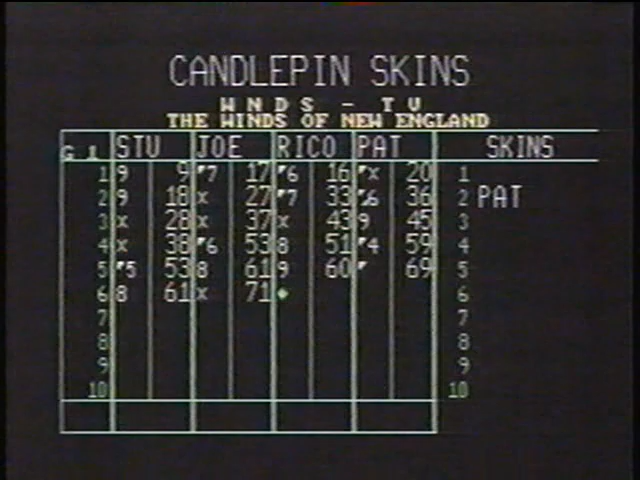 CANDLEPIN SKINS
WNDS - TV
THE WINDS OF NEW ENGLAND
G 1 STU JOE RICO PAT SKINS
1 9 9 7 17 6 16 x 20 1
2 9 18 x 27 7 33 6 36 2 PAT
3 x 28 x 37 x 43 9 45 3
4 x 38 6 53 8 51 4 59 4
5 5 53 8 61 9 60 69 5
6 8 61 x 71 6
7 7
8 8
9 9
10 10